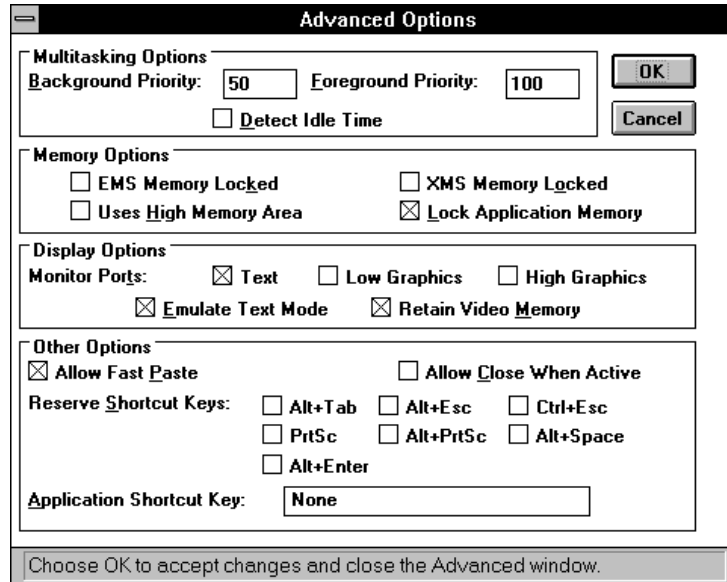 Advanced Options
Multitasking Options
Background Priority: 50 Foreground Priority: 100
OK
Detect Idle Time
Cancel
Memory Options
EMS Memory Locked XMS Memory Locked
Uses High Memory Area Lock Application Memory
Display Options
Monitor Ports: Text Low Graphics High Graphics
Emulate Text Mode Retain Video Memory
Other Options
Allow Fast Paste Allow Close When Active
Reserve Shortcut Keys: Alt+Tab Alt+Esc Ctrl+Esc
PrtSc Alt+PrtSc Alt+Space
Alt+Enter
Application Shortcut Key: None
Choose OK to accept changes and close the Advanced window.